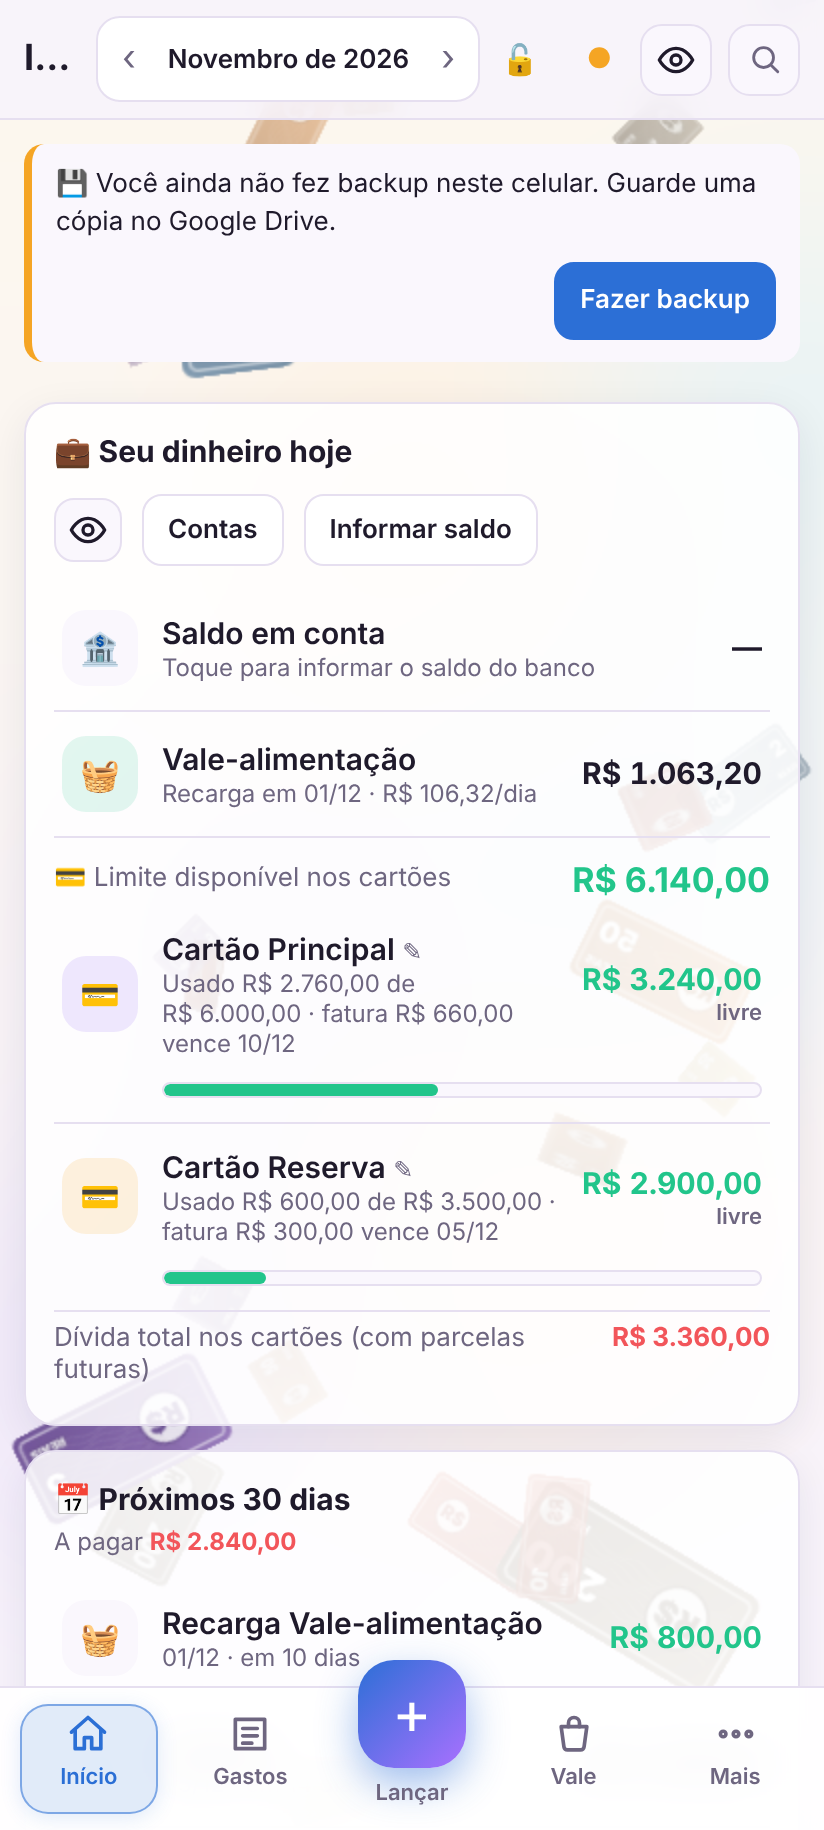 I...
Novembro de 2026
Você ainda não fez backup neste celular. Guarde uma
cópia no Google Drive.
Fazer backup
Seu dinheiro hoje
Contas
Informar saldo
Saldo em conta
Toque para informar o saldo do banco
—
Vale-alimentação
Recarga em 01/12 · R$ 106,32/dia
R$ 1.063,20
Limite disponível nos cartões
R$ 6.140,00
Cartão Principal ✎
Usado R$ 2.760,00 de
R$ 6.000,00 · fatura R$ 660,00
vence 10/12
R$ 3.240,00
livre
Cartão Reserva ✎
Usado R$ 600,00 de R$ 3.500,00 ·
fatura R$ 300,00 vence 05/12
R$ 2.900,00
livre
Dívida total nos cartões (com parcelas
futuras)
R$ 3.360,00
Próximos 30 dias
A pagar R$ 2.840,00
Recarga Vale-alimentação
01/12 · em 10 dias
R$ 800,00
Início
Gastos
+
Lançar
Vale
Mais